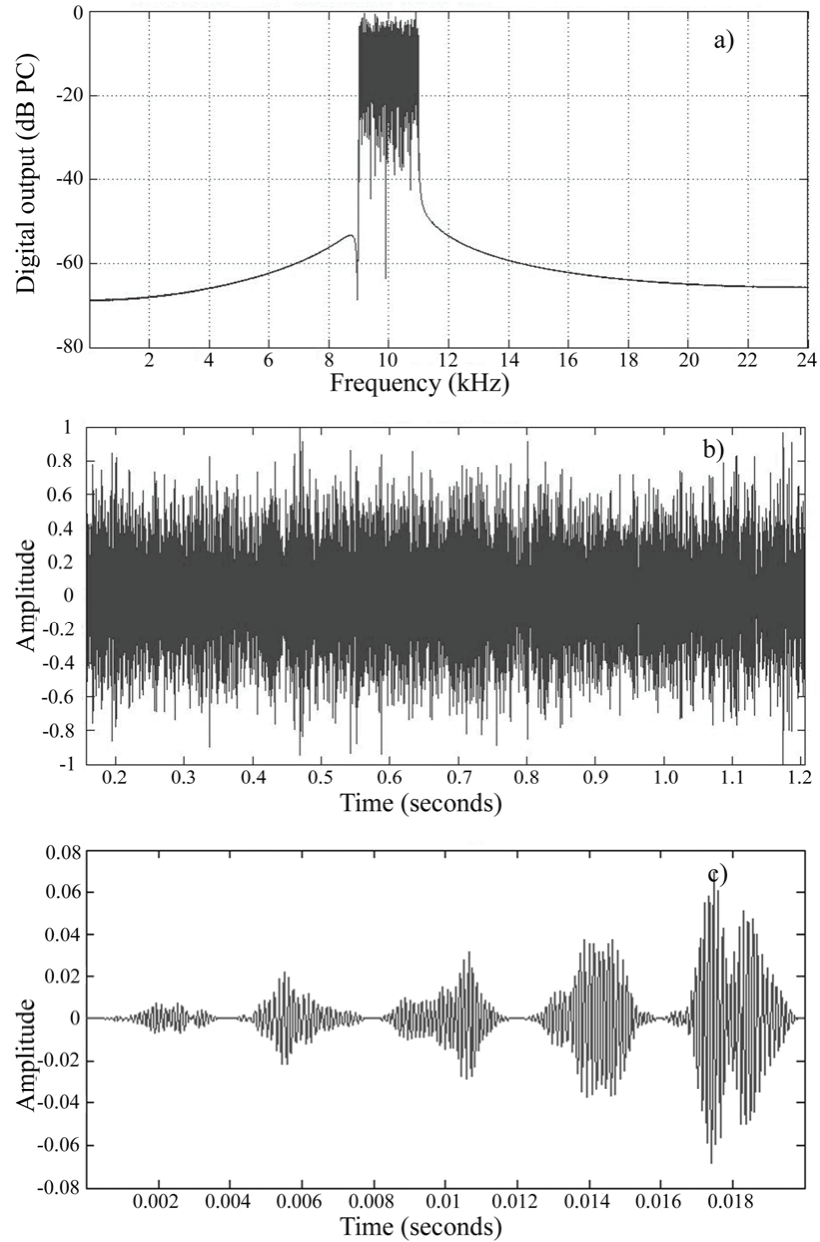 a)
Digital output (dB PC)
0
-20
-40
-60
-80
2 4 6 8 10 12 14 16 18 20 22 24
Frequency (kHz)
b)
Amplitude
1
0.8
0.6
0.4
0.2
0
-0.2
-0.4
-0.6
-0.8
-1
0.2 0.3 0.4 0.5 0.6 0.7 0.8 0.9 1.0 1.1 1.2
Time (seconds)
c)
Amplitude
0.08
0.06
0.04
0.02
0
-0.02
-0.04
-0.06
-0.08
0.002 0.004 0.006 0.008 0.01 0.012 0.014 0.016 0.018
Time (seconds)